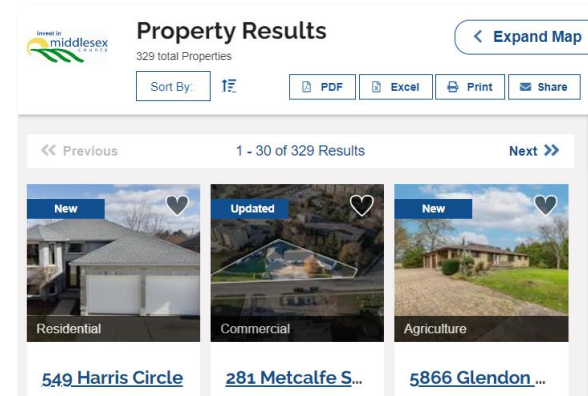 invest in
middlesex
county
Property Results
329 total Properties
Expand Map
Sort By:
PDF
Excel
Print
Share
Previous
1 - 30 of 329 Results
Next
New
Updated
New
Residential
Commercial
Agriculture
549 Harris Circle
281 Metcalfe S...
5866 Glendon ...